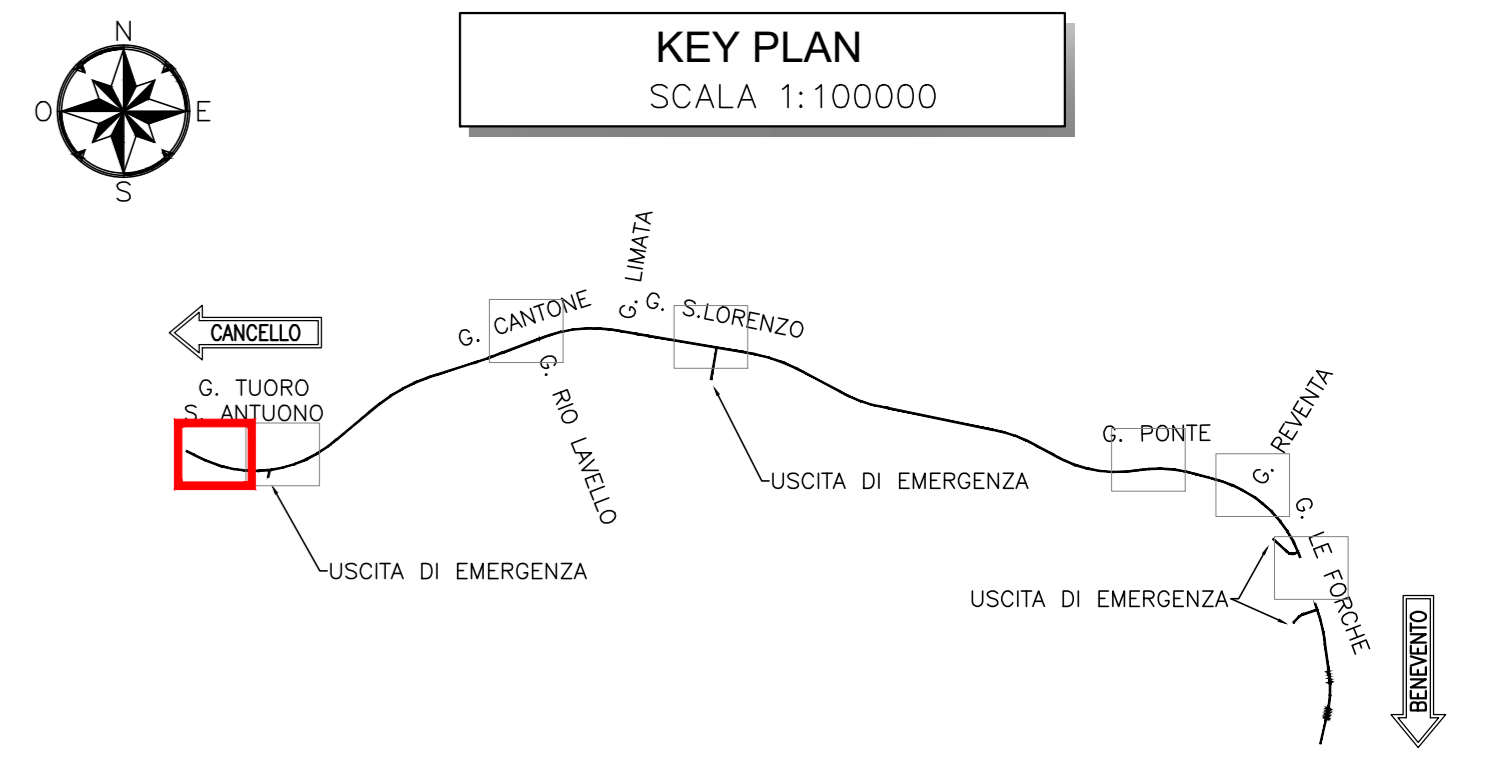 N
O
E
S
KEY PLAN
SCALA 1:100000
CANCELLO
G. TUORO
S. ANTUONO
G. CANTONE
G. RIO LAVELLO
G. LIMATA
G. S.LORENZO
USCITA DI EMERGENZA
USCITA DI EMERGENZA
G. PONTE
G. REVENTA
G. LE FORCHE
USCITA DI EMERGENZA
BENEVENTO